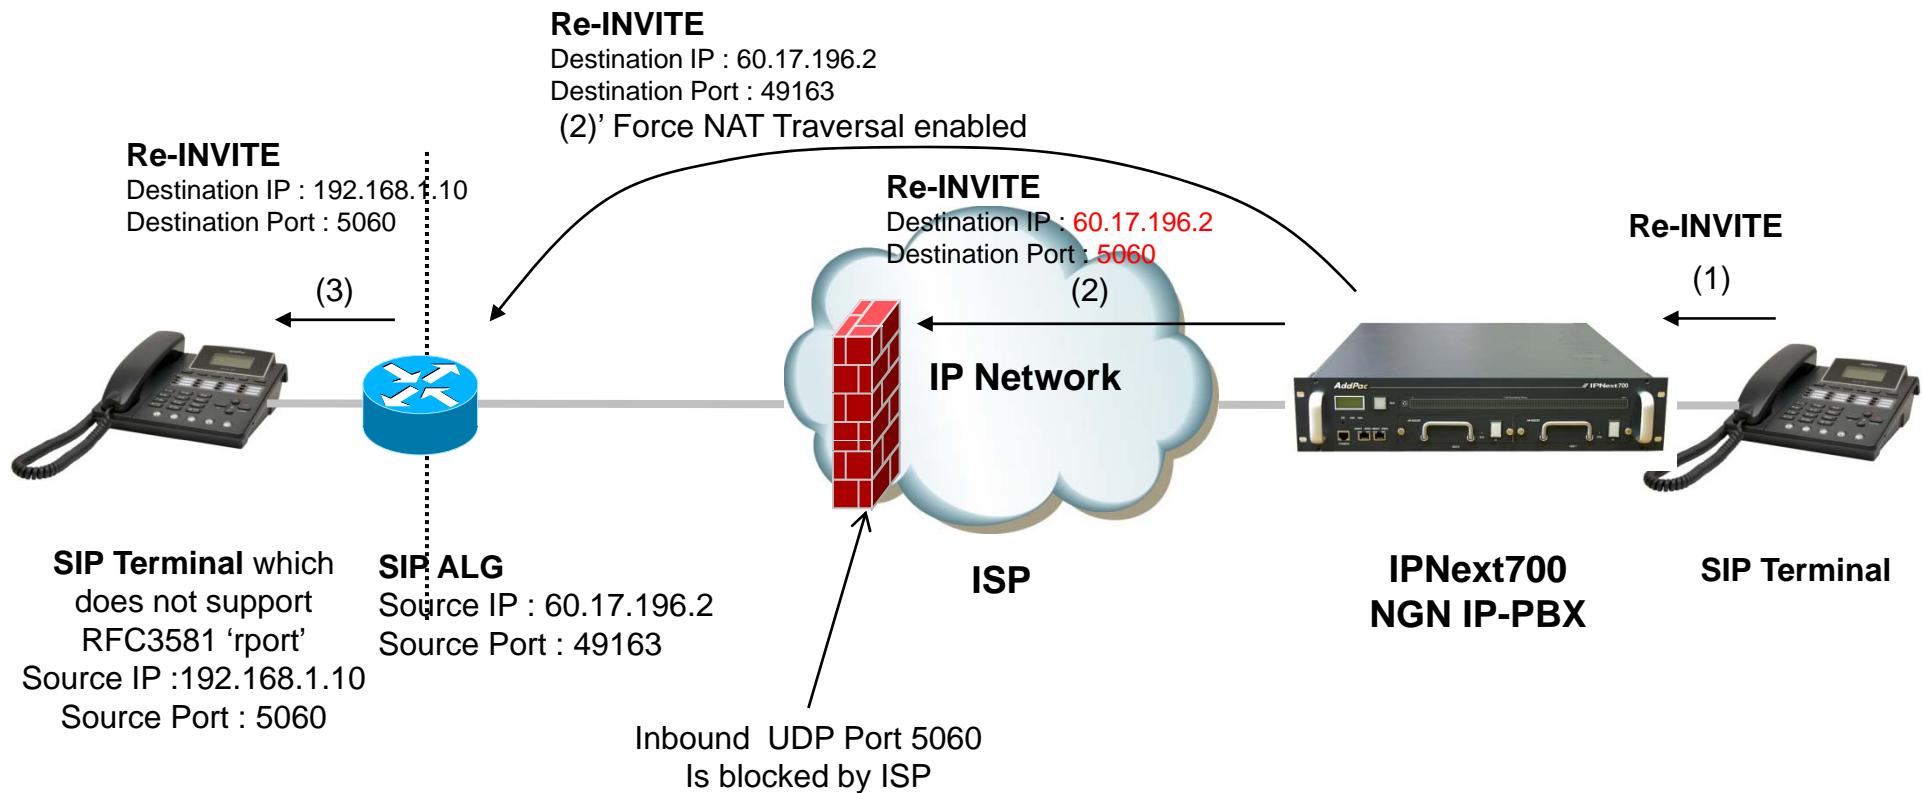 Re-INVITE
Destination IP : 60.17.196.2
Destination Port : 49163
(2)’ Force NAT Traversal enabled
Re-INVITE
Destination IP : 192.168.1.10
Destination Port : 5060
(3)
Re-INVITE
Destination IP : 60.17.196.2
Destination Port : 5060
(2)
Re-INVITE
(1)
IP Network
AddPac
IPNext700
SIP Terminal which
does not support
RFC3581 ‘rport’
Source IP :192.168.1.10
Source Port : 5060
SIP ALG
Source IP : 60.17.196.2
Source Port : 49163
ISP
IPNext700
NGN IP-PBX
SIP Terminal
Inbound UDP Port 5060
Is blocked by ISP